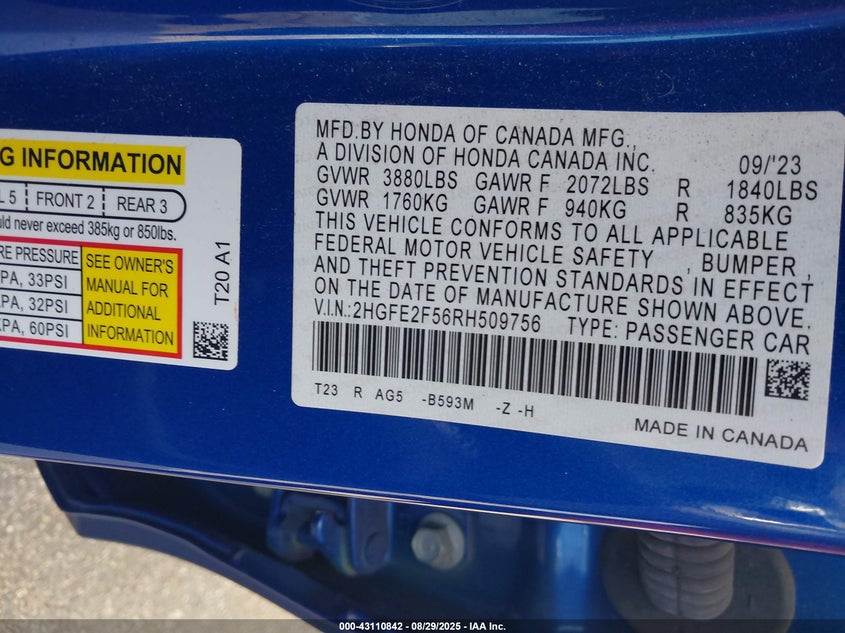 G INFORMATION
L 5 FRONT 2 REAR 3
uld never exceed 385kg or 850lbs.
RE PRESSURE
PA, 33PSI
PA, 32PSI
PA, 60PSI
SEE OWNER'S
MANUAL FOR
ADDITIONAL
INFORMATION
T20 A1
MFD.BY HONDA OF CANADA MFG.,
A DIVISION OF HONDA CANADA INC. 09/'23
GVWR 3880LBS GAWR F 2072LBS R 1840LBS
GVWR 1760KG GAWR F 940KG R 835KG
THIS VEHICLE CONFORMS TO ALL APPLICABLE
FEDERAL MOTOR VEHICLE SAFETY , BUMPER ,
AND THEFT PREVENTION STANDARDS IN EFFECT
ON THE DATE OF MANUFACTURE SHOWN ABOVE.
V.I.N.: 2HGFE2F56RH509756 TYPE: PASSENGER CAR
T23 R AG5 -B593M -Z -H
MADE IN CANADA
000-43110842 - 08/29/2025 - IAA Inc.